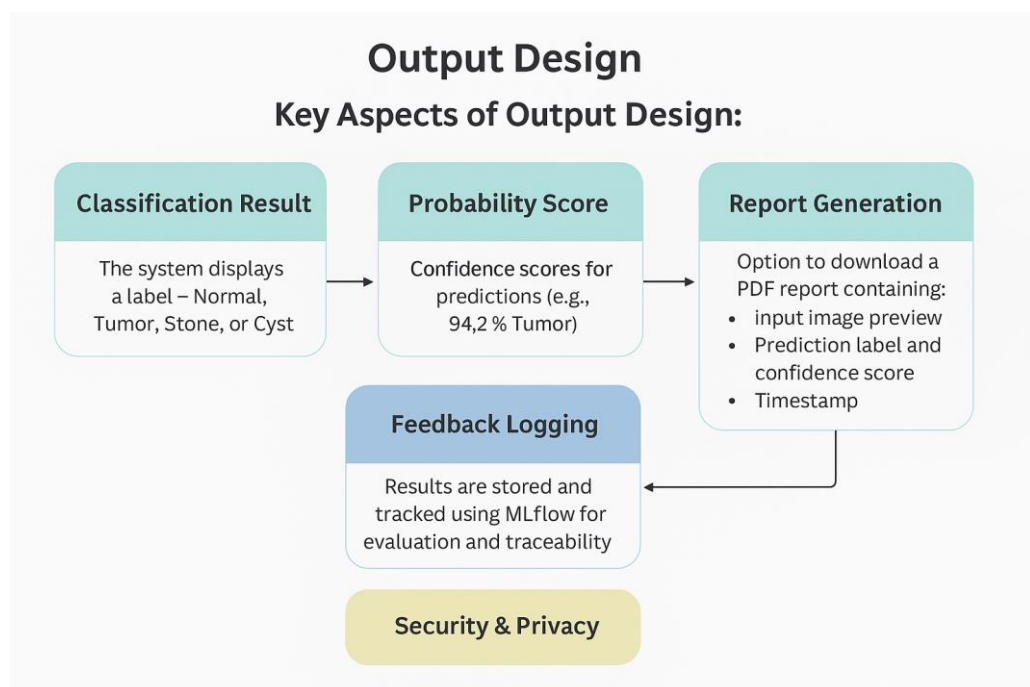 Output Design
Key Aspects of Output Design:
Classification Result
The system displays
a label – Normal,
Tumor, Stone, or Cyst
Probability Score
Confidence scores for
predictions (e.g.,
94,2 % Tumor)
Report Generation
Option to download a
PDF report containing:
• input image preview
• Prediction label and
confidence score
• Timestamp
Feedback Logging
Results are stored and
tracked using MLflow for
evaluation and traceability
Security & Privacy